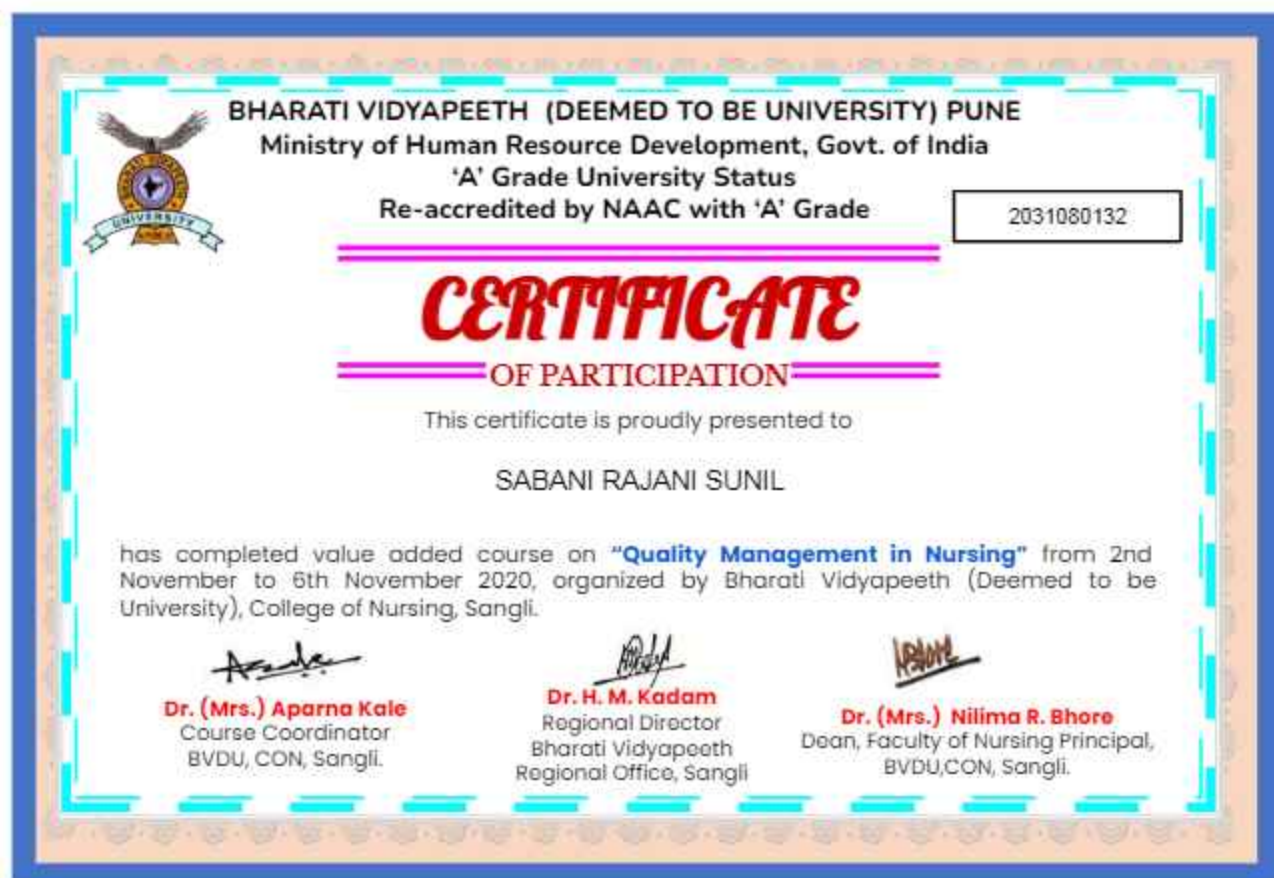 BHARATI VIDYAPEETH (DEEMED TO BE UNIVERSITY) PUNE
Ministry of Human Resource Development, Govt. of India
‘A’ Grade University Status
Re-accredited by NAAC with ‘A’ Grade
2031080132
BHARATI VIDYAPEETH
UNIVERSITY
CERTIFICATE
OF PARTICIPATION
This certificate is proudly presented to
SABANI RAJANI SUNIL
has completed value added course on “Quality Management in Nursing” from 2nd
November to 6th November 2020, organized by Bharati Vidyapeeth (Deemed to be
University), College of Nursing, Sangli.
Dr. (Mrs.) Aparna Kale
Course Coordinator
BVDU, CON, Sangli.
Dr. H. M. Kadam
Regional Director
Bharati Vidyapeeth
Regional Office, Sangli
Dr. (Mrs.) Nilima R. Bhore
Dean, Faculty of Nursing Principal,
BVDU,CON, Sangli.